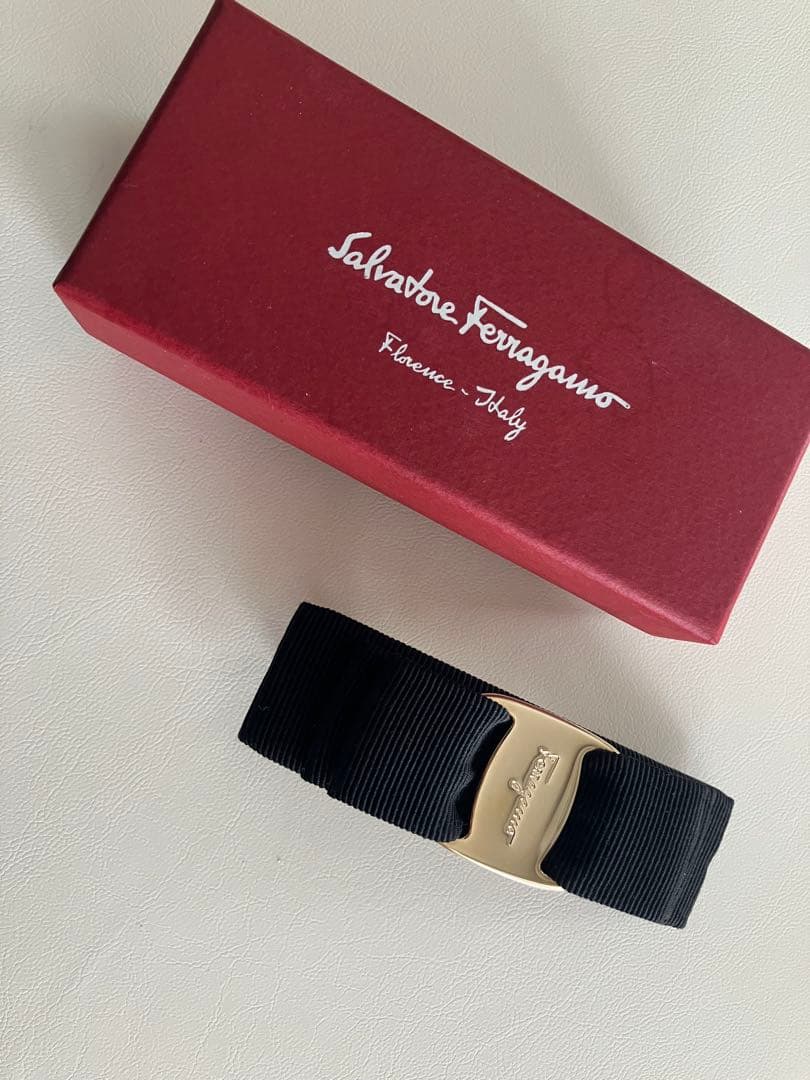 Salvatore Ferragamo
Florence - Italy
Ferragamo